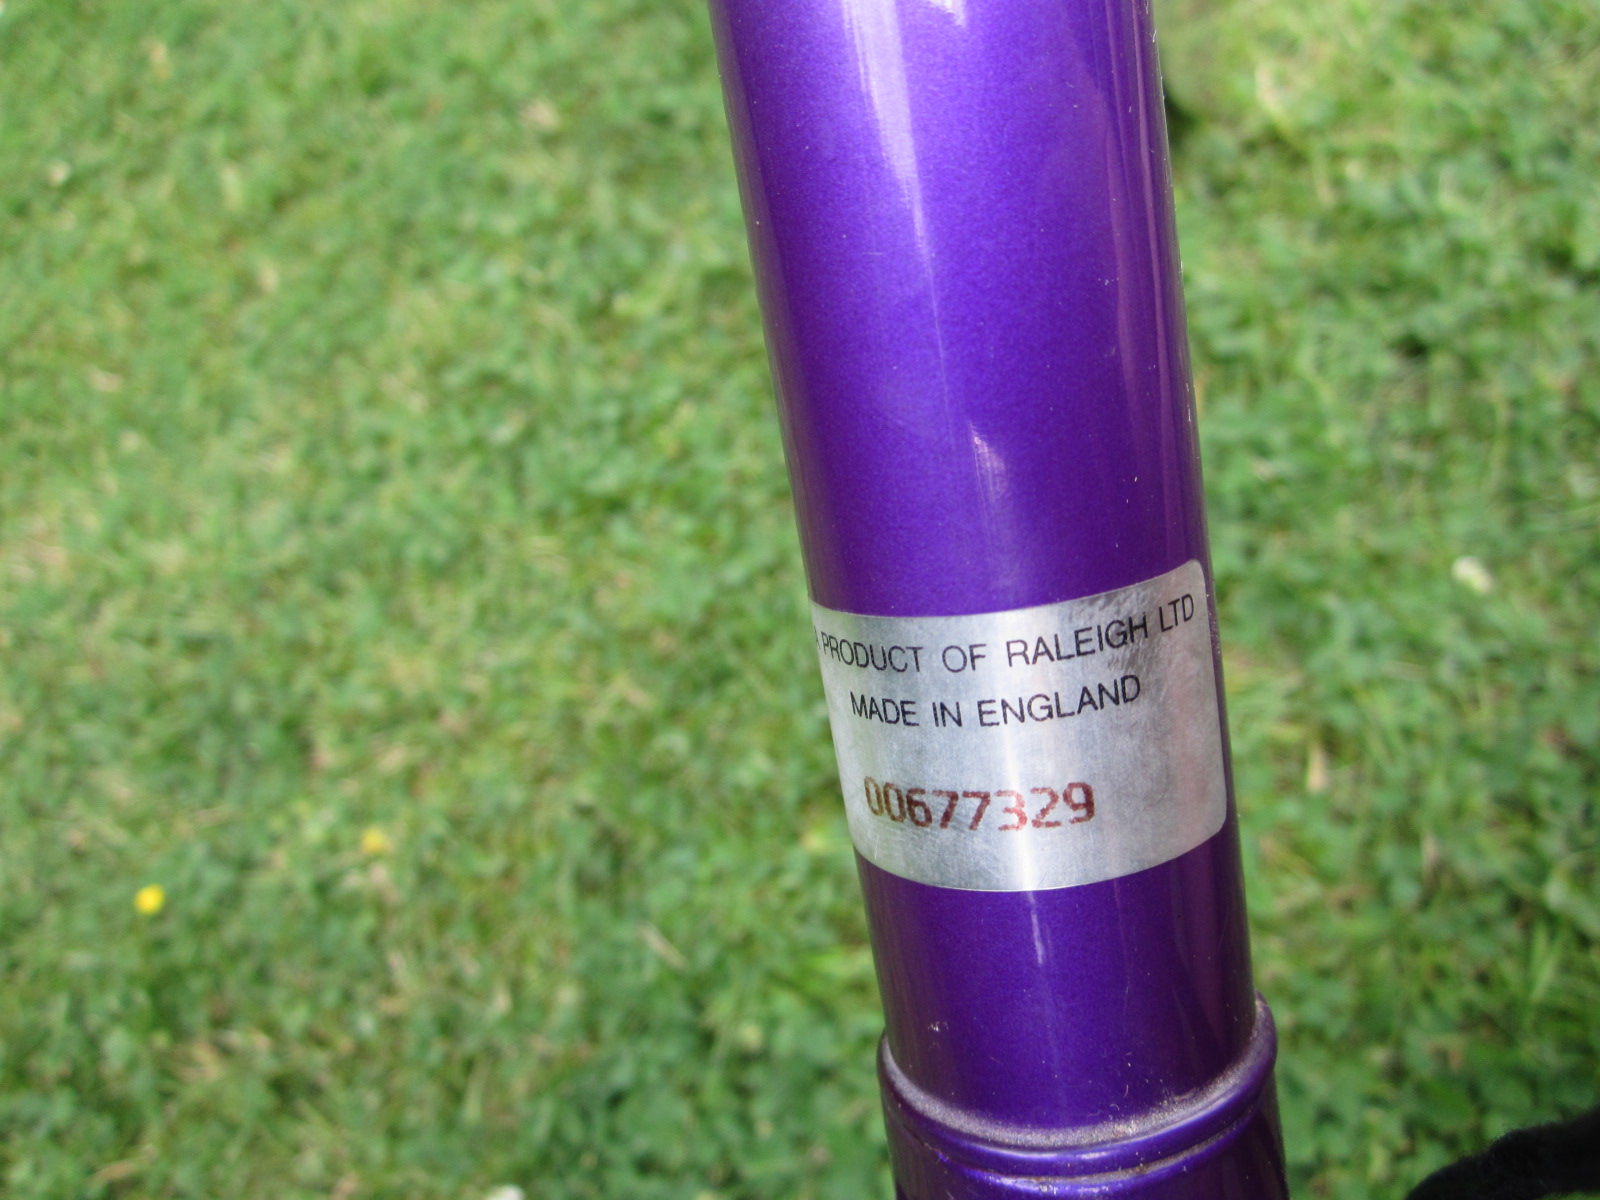 A PRODUCT OF RALEIGH LTD
MADE IN ENGLAND
00677329